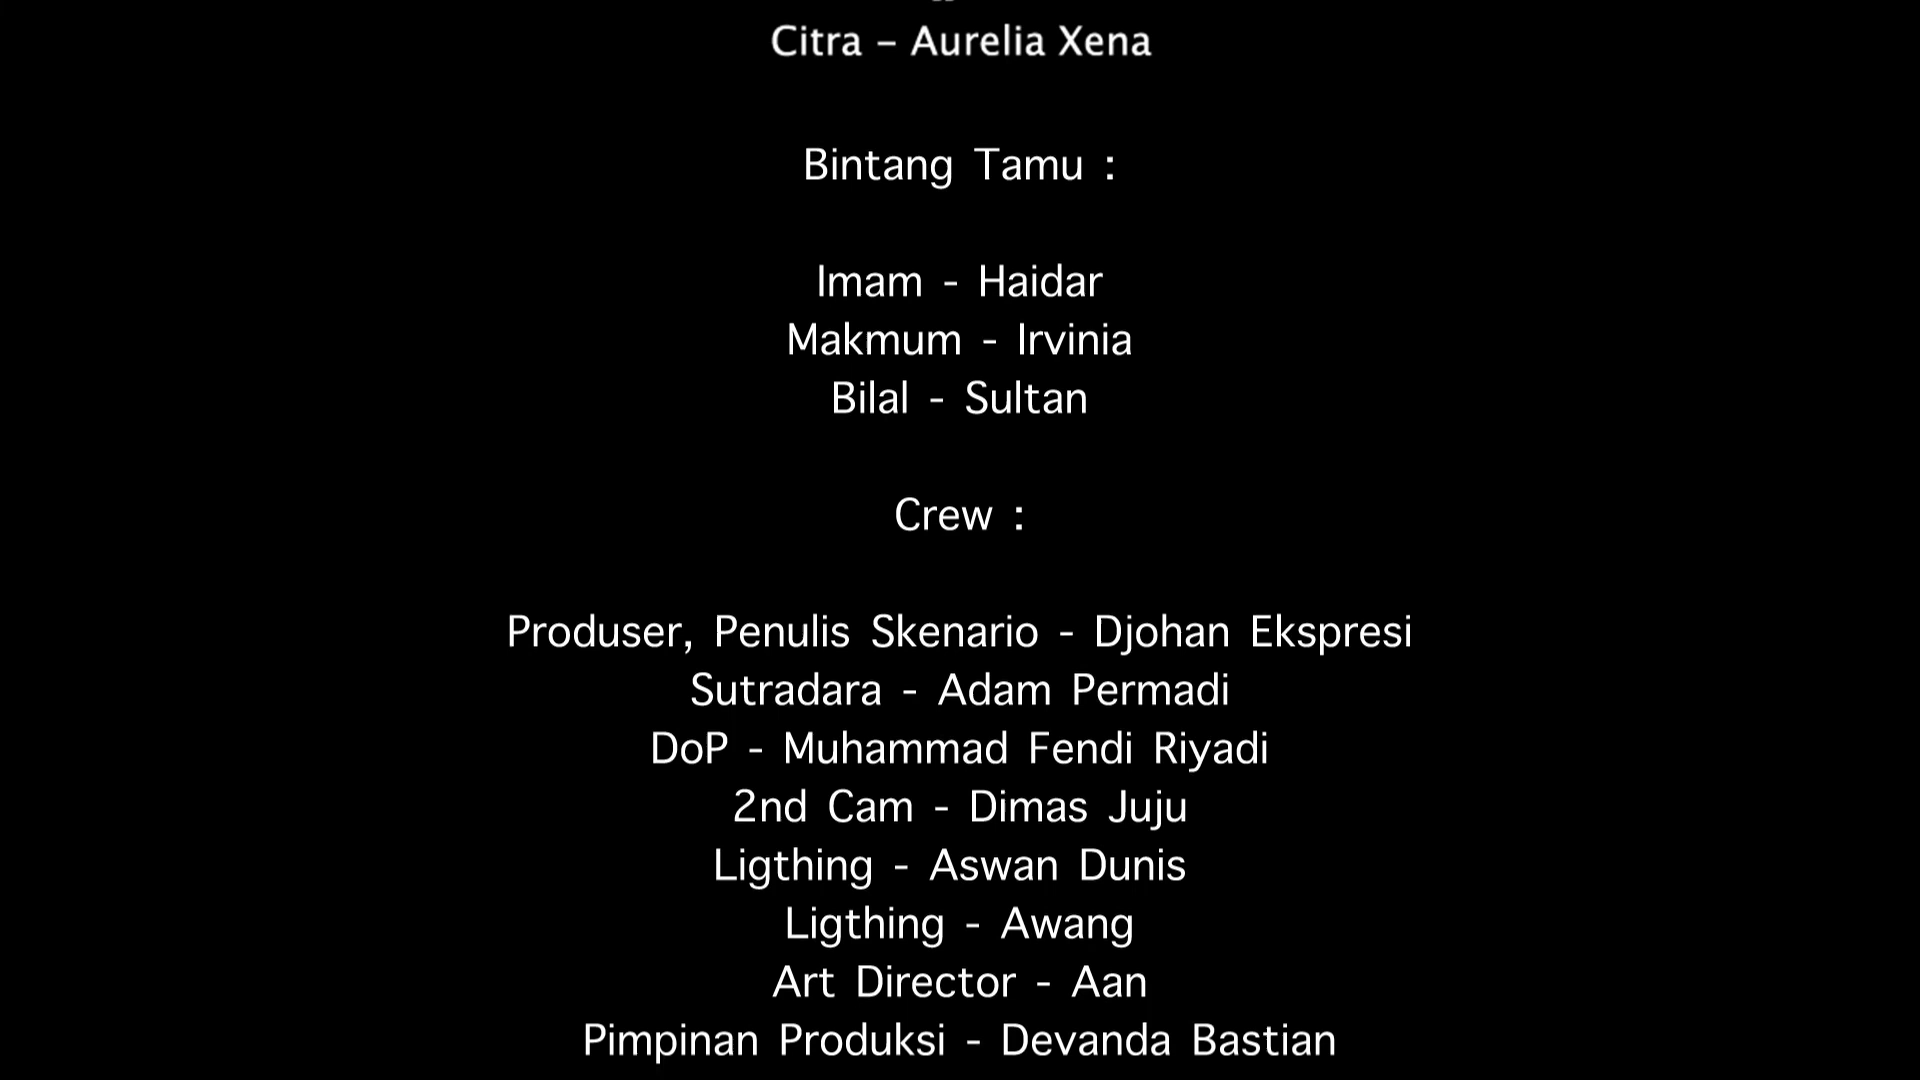 Citra – Aurelia Xena
Bintang Tamu :
Imam - Haidar
Makmum - Irvinia
Bilal - Sultan
Crew :
Produser, Penulis Skenario - Djohan Ekspresi
Sutradara - Adam Permadi
DoP - Muhammad Fendi Riyadi
2nd Cam - Dimas Juju
Ligthing - Aswan Dunis
Ligthing - Awang
Art Director - Aan
Pimpinan Produksi - Devanda Bastian